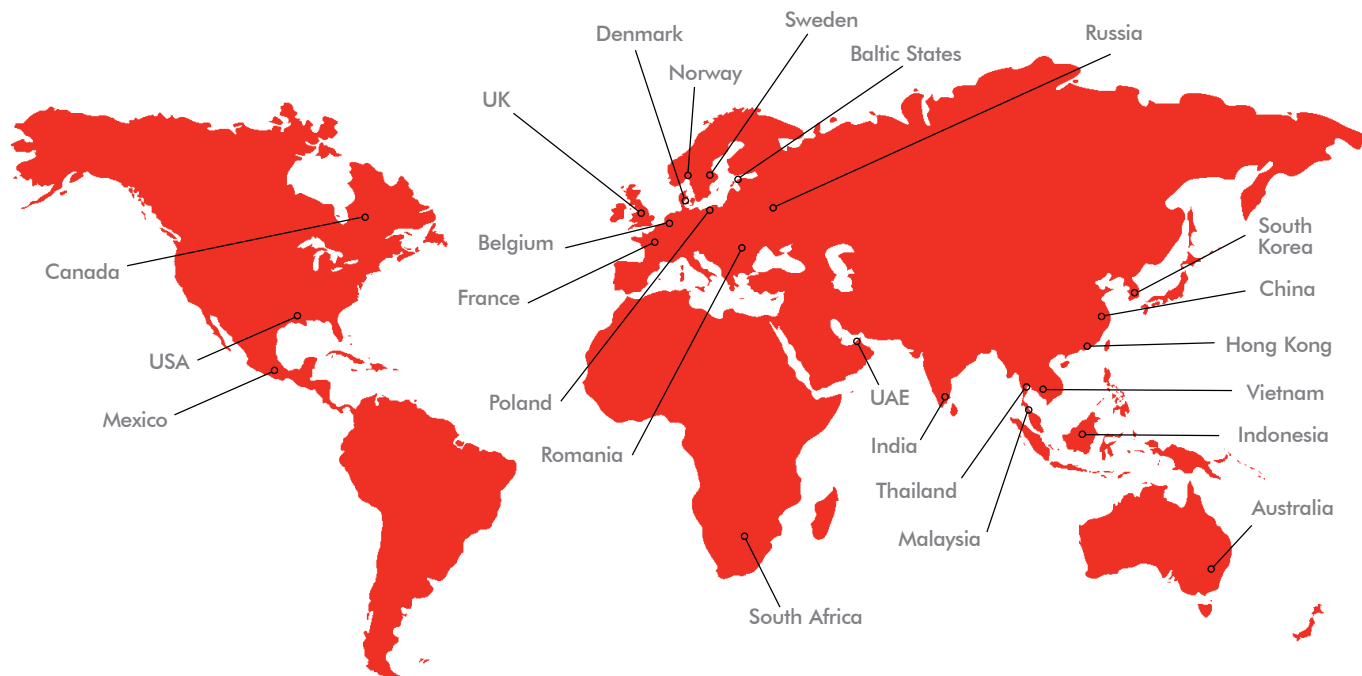 Sweden
Denmark
Russia
Baltic States
Norway
UK
South
Korea
Belgium
Canada
China
France
Hong Kong
USA
Vietnam
UAE
Poland
Mexico
Indonesia
India
Romania
Thailand
Australia
Malaysia
South Africa